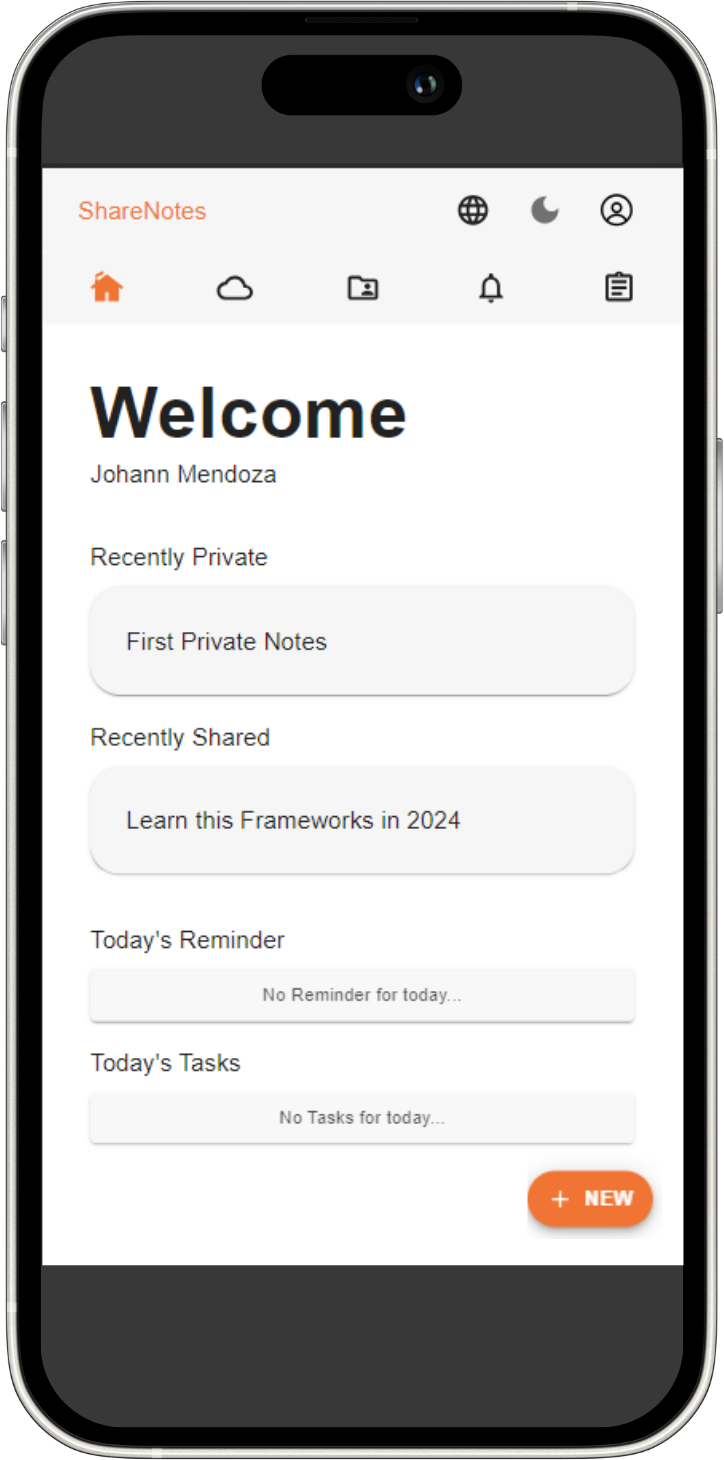 ShareNotes
Welcome
Johann Mendoza
Recently Private
First Private Notes
Recently Shared
Learn this Frameworks in 2024
Today's Reminder
No Reminder for today...
Today's Tasks
No Tasks for today...
+ NEW